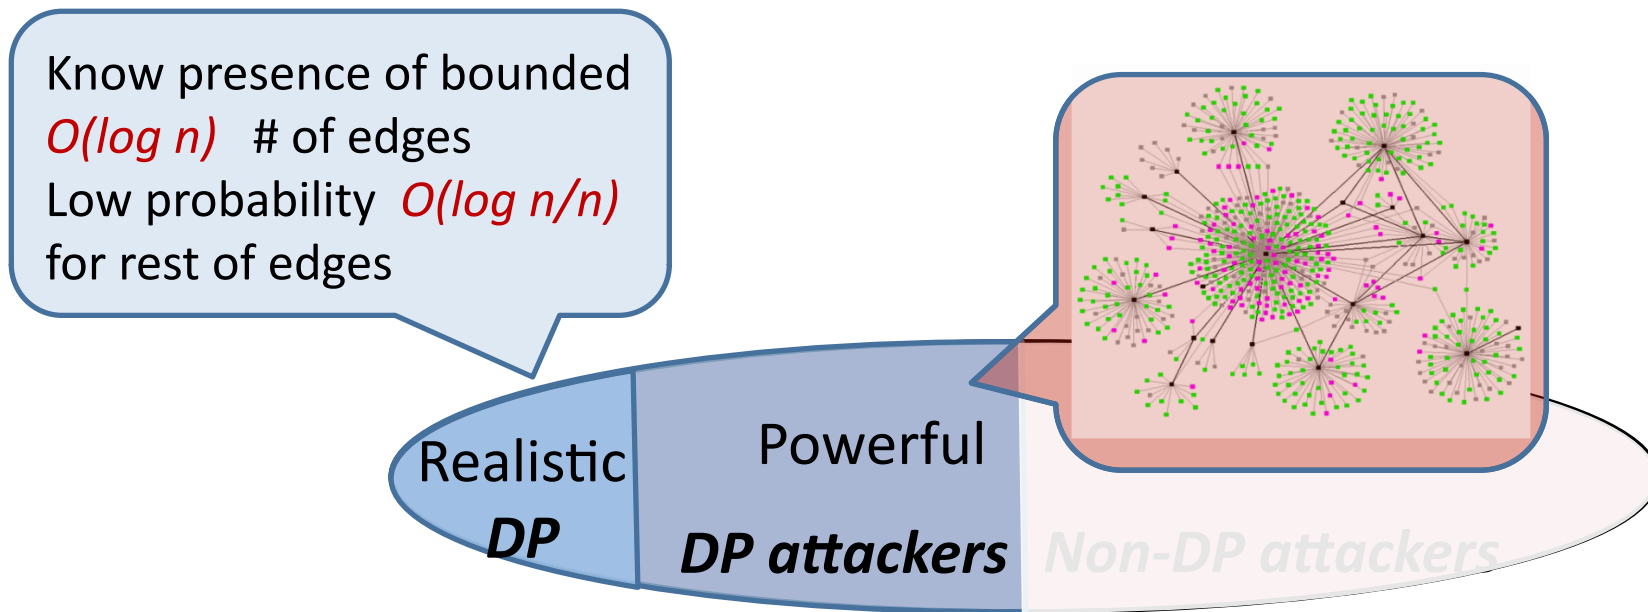 Know presence of bounded
O(log n) # of edges
Low probability O(log n/n)
for rest of edges
Realistic
DP
Powerful
DP attackers
Non-DP attackers